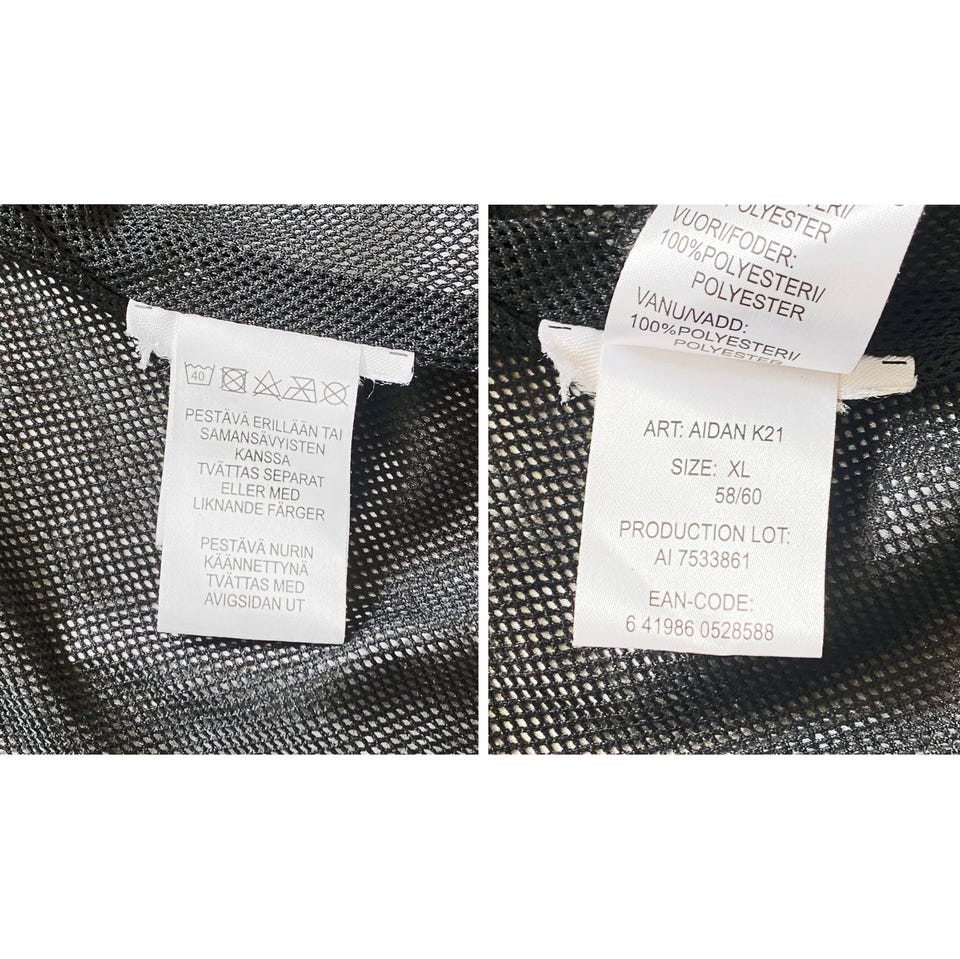 40
PESTÄVÄ ERILLÄÄN TAI
SAMANSÄVYISTEN
KANSSA
TVÄTTAS SEPARAT
ELLER MED
LIKNANDE FÄRGER
PESTÄVÄ NURIN
KÄÄNNETTYNÄ
TVÄTTAS MED
AVIGSIDAN UT
POLYESTER
VUORI/FODER:
100%POLYESTERI/
POLYESTER
VANU/VADD:
100%POLYESTERI/
POLYESTER
ART: AIDAN K21
SIZE: XL
58/60
PRODUCTION LOT:
AI 7533861
EAN-CODE:
6 41986 0528588